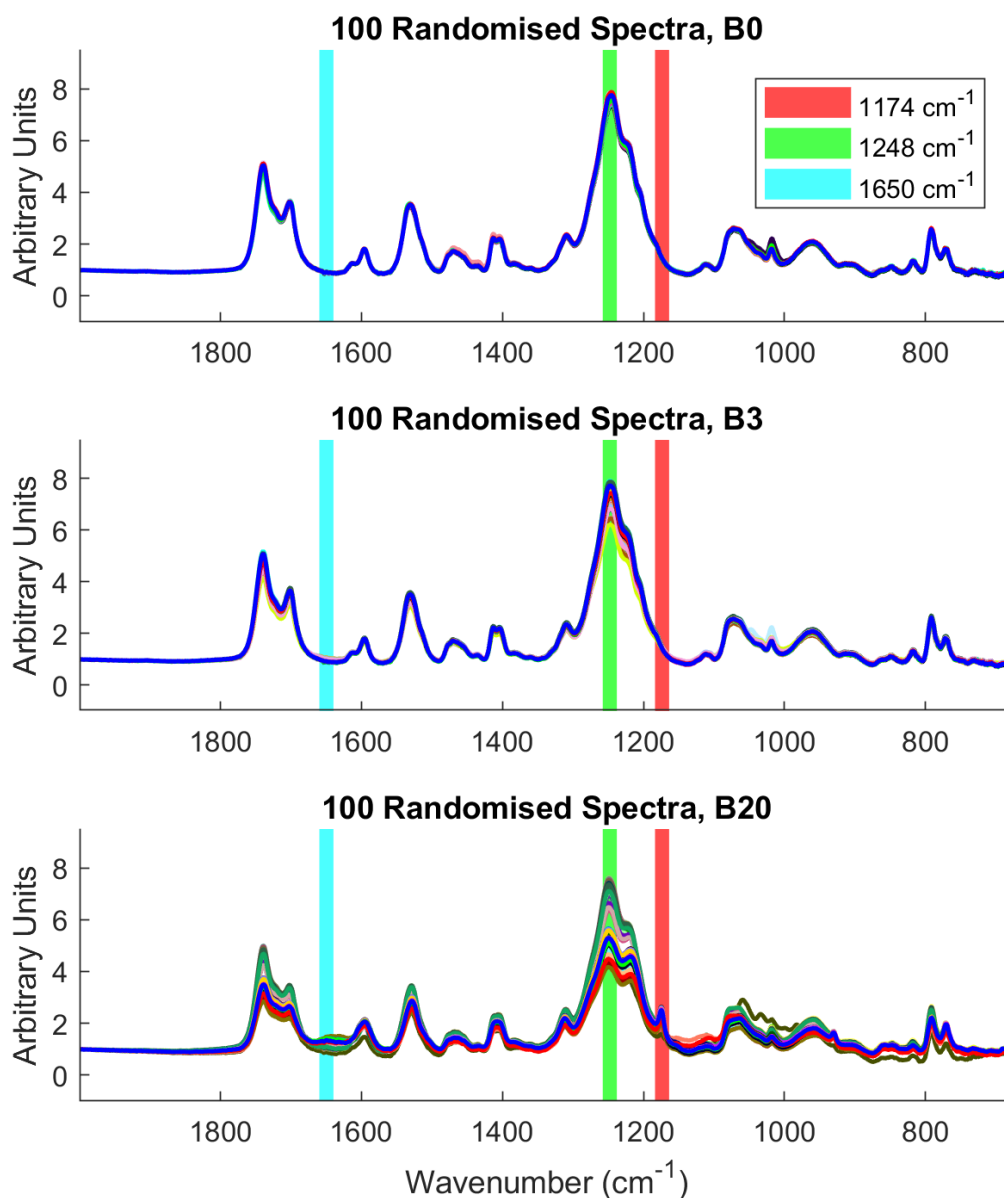 100 Randomised Spectra, B0
Arbitrary Units
8
6
4
2
0
1174 cm⁻¹
1248 cm⁻¹
1650 cm⁻¹
1800 1600 1400 1200 1000 800
100 Randomised Spectra, B3
Arbitrary Units
8
6
4
2
0
1800 1600 1400 1200 1000 800
100 Randomised Spectra, B20
Arbitrary Units
8
6
4
2
0
1800 1600 1400 1200 1000 800
Wavenumber (cm⁻¹)